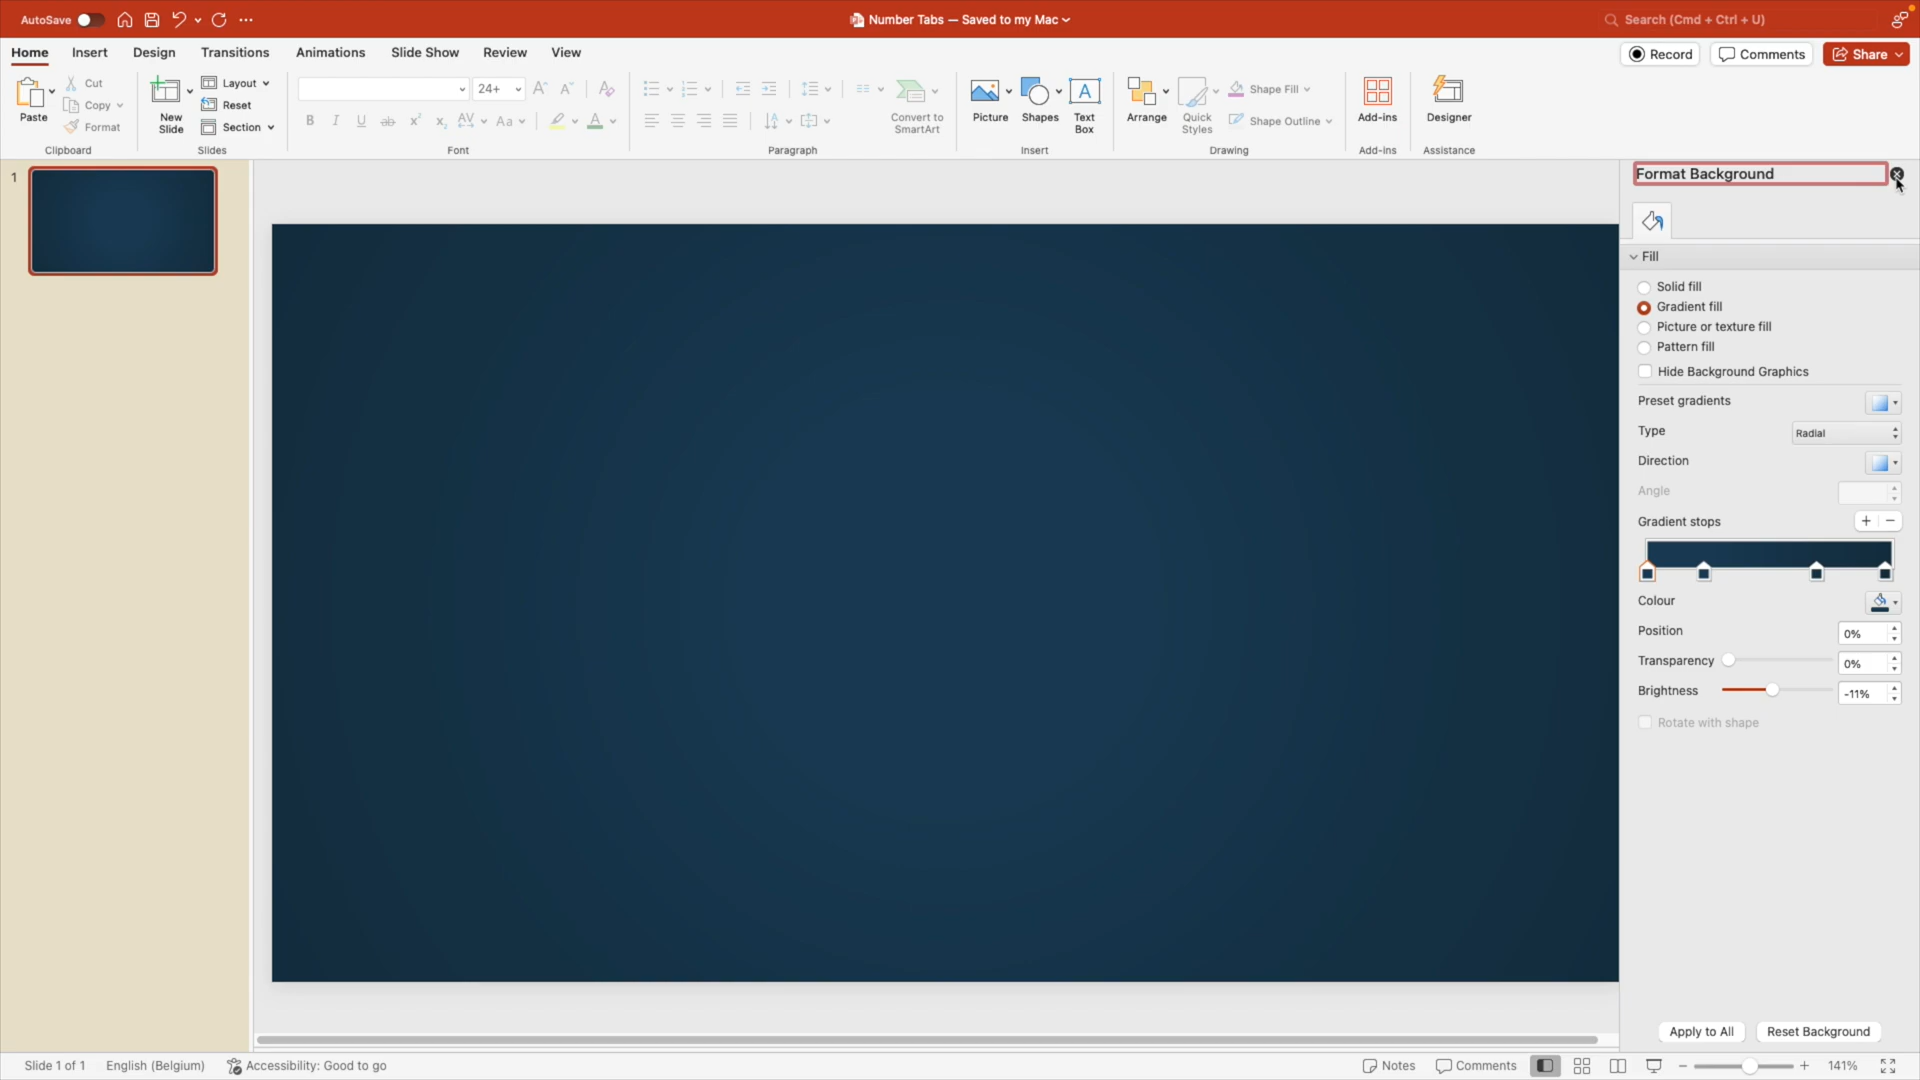 AutoSave
Number Tabs — Saved to my Mac
Search (Cmd + Ctrl + U)
Home Insert Design Transitions Animations Slide Show Review View
Record Comments Share
Paste
Cut
Copy
Format
Clipboard
New Slide
Layout
Reset
Section
Slides
24+
B I U ab x² x₂ AV Aa A
Font
Convert to SmartArt
Paragraph
Picture Shapes Text Box
Insert
Arrange Quick Styles
Shape Fill
Shape Outline
Drawing
Add-ins
Add-ins
Designer
Assistance
1
Format Background
Fill
Solid fill
Gradient fill
Picture or texture fill
Pattern fill
Hide Background Graphics
Preset gradients
Type Radial
Direction
Angle
Gradient stops + −
Colour
Position 0%
Transparency 0%
Brightness -11%
Rotate with shape
Apply to All Reset Background
Slide 1 of 1 English (Belgium) Accessibility: Good to go Notes Comments − + 141%